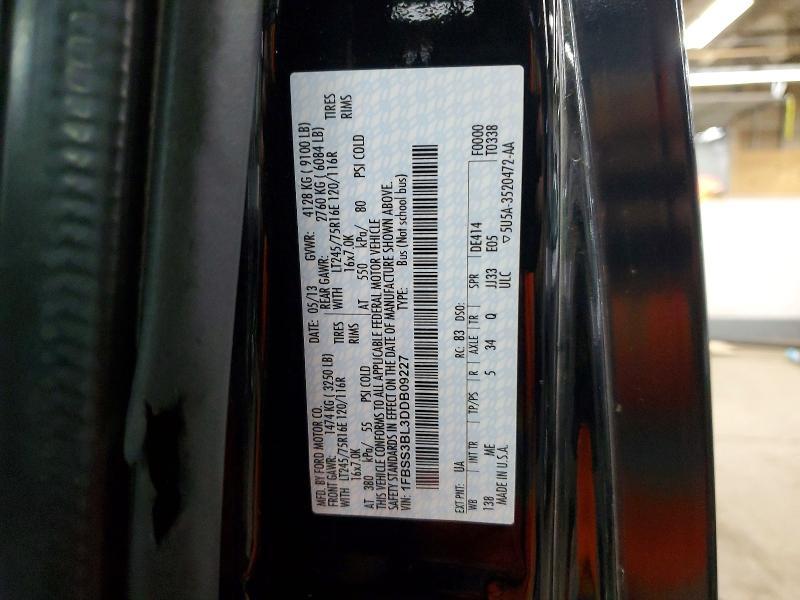 MFD. BY FORD MOTOR CO.
DATE: 05/13 GVWR: 4128 KG ( 9100 LB)
FRONT GAWR: 1474 KG ( 3250 LB) REAR GAWR: 2760 KG ( 6084 LB)
WITH LT245/75R16E 120/116R TIRES WITH LT245/75R16E 120/116R TIRES
16x7.0K RIMS 16x7.0K RIMS
AT 380 kPa/ 55 PSI COLD AT 550 kPa/ 80 PSI COLD
THIS VEHICLE CONFORMS TO ALL APPLICABLE FEDERAL MOTOR VEHICLE
SAFETY STANDARDS IN EFFECT ON THE DATE OF MANUFACTURE SHOWN ABOVE.
VIN: 1FBSS3BL3DDB09227 TYPE: Bus (Not school bus)
EXT PNT: UA RC: 83 DSO: F0000
WB INT TR TP/PS R AXLE TR SPR DE414 T0338
138 ME 5 34 Q JJ33 E05
MADE IN U.S.A. ULC ▽ 5U5A-3520472-AA